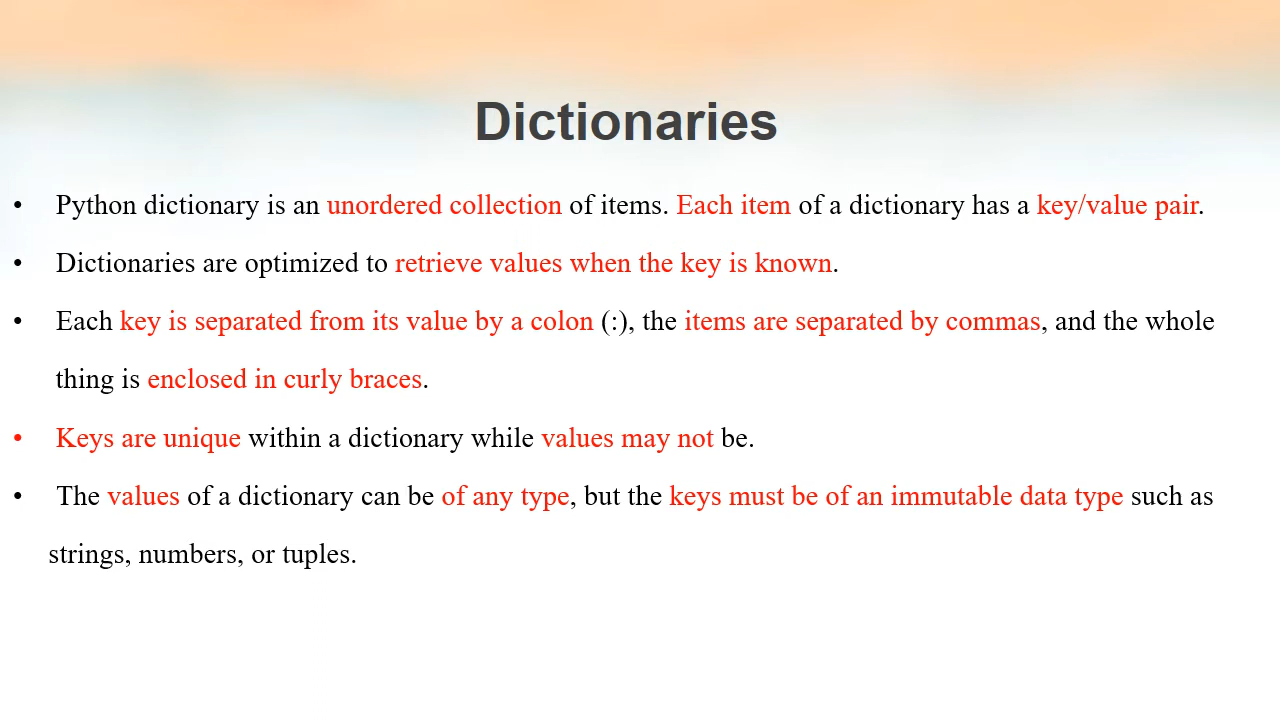 Dictionaries
• Python dictionary is an unordered collection of items. Each item of a dictionary has a key/value pair.
• Dictionaries are optimized to retrieve values when the key is known.
• Each key is separated from its value by a colon (:), the items are separated by commas, and the whole
thing is enclosed in curly braces.
• Keys are unique within a dictionary while values may not be.
• The values of a dictionary can be of any type, but the keys must be of an immutable data type such as
strings, numbers, or tuples.